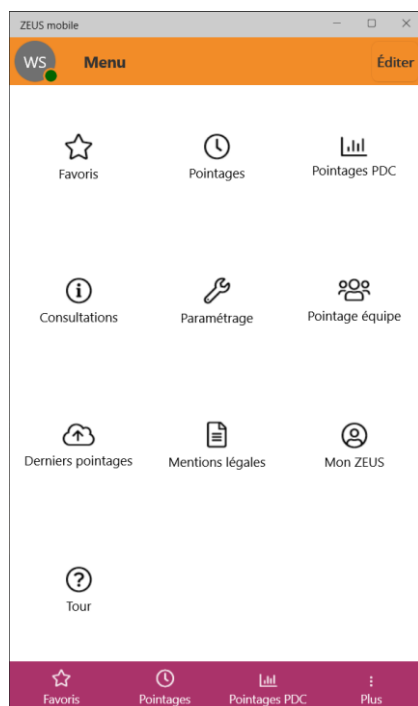 ZEUS mobile
WS Menu Éditer
Favoris Pointages Pointages PDC
Consultations Paramétrage Pointage équipe
Derniers pointages Mentions légales Mon ZEUS
Tour
Favoris Pointages Pointages PDC Plus